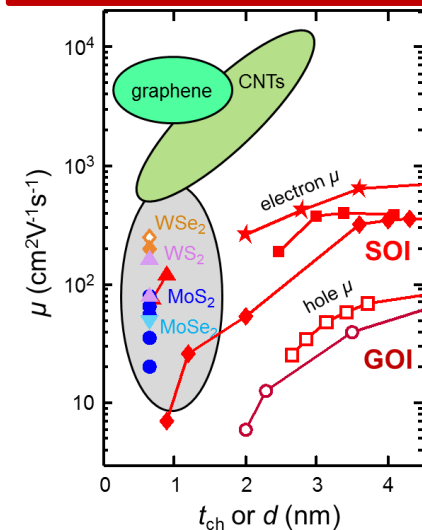 10⁴
graphene
CNTs
10³
electron μ
WSe₂
WS₂
SOI
μ (cm²V⁻¹s⁻¹)
10²
MoS₂
hole μ
MoSe₂
GOI
10
0 1 2 3 4
t_ch or d (nm)